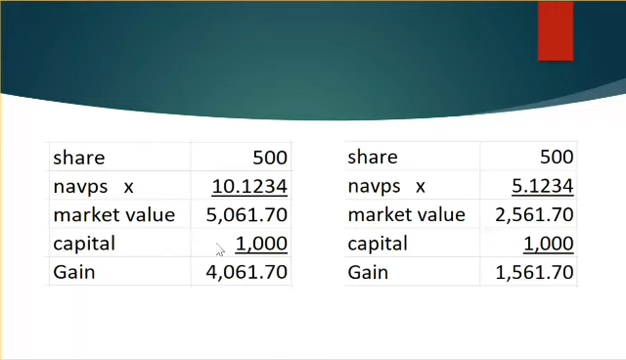 share 500
navps x 10.1234
market value 5,061.70
capital 1,000
Gain 4,061.70
share 500
navps x 5.1234
market value 2,561.70
capital 1,000
Gain 1,561.70